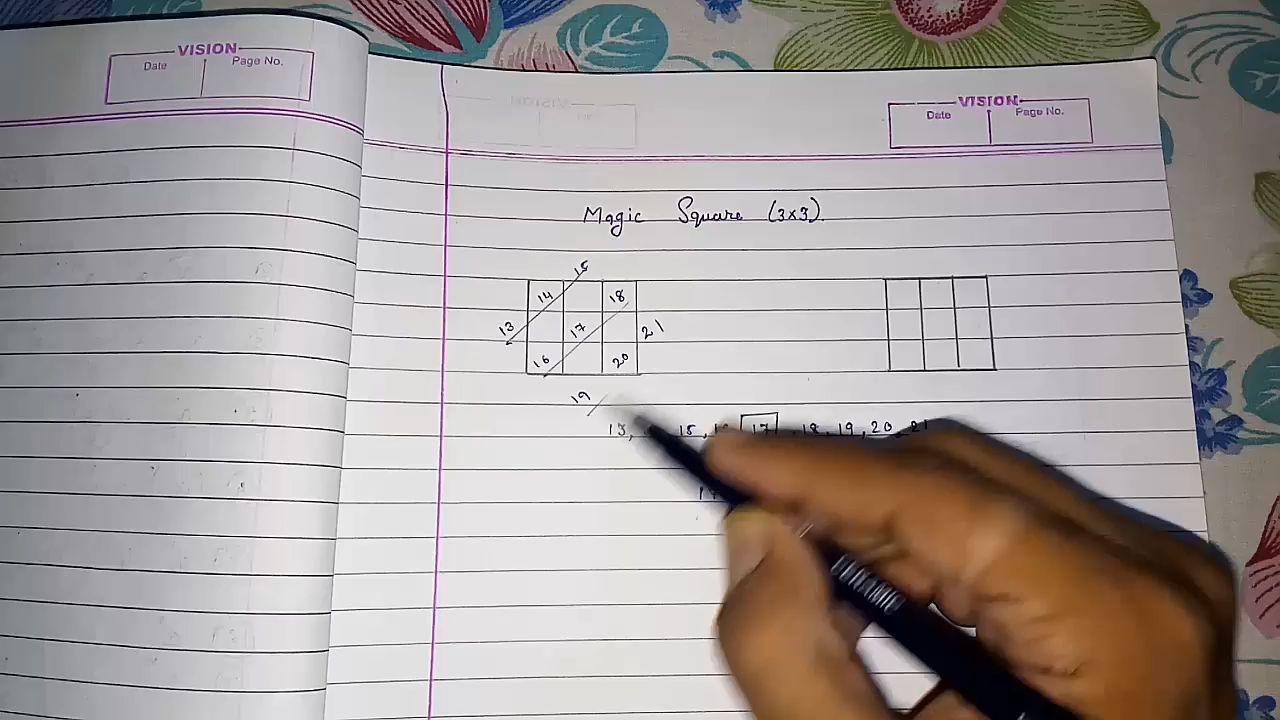 VISION
Date Page No.
VISION
Date Page No.
Magic Square (3x3)
15
14 18
13 17 21
16 20
19
13, 15, 17, 18, 19, 20, 21